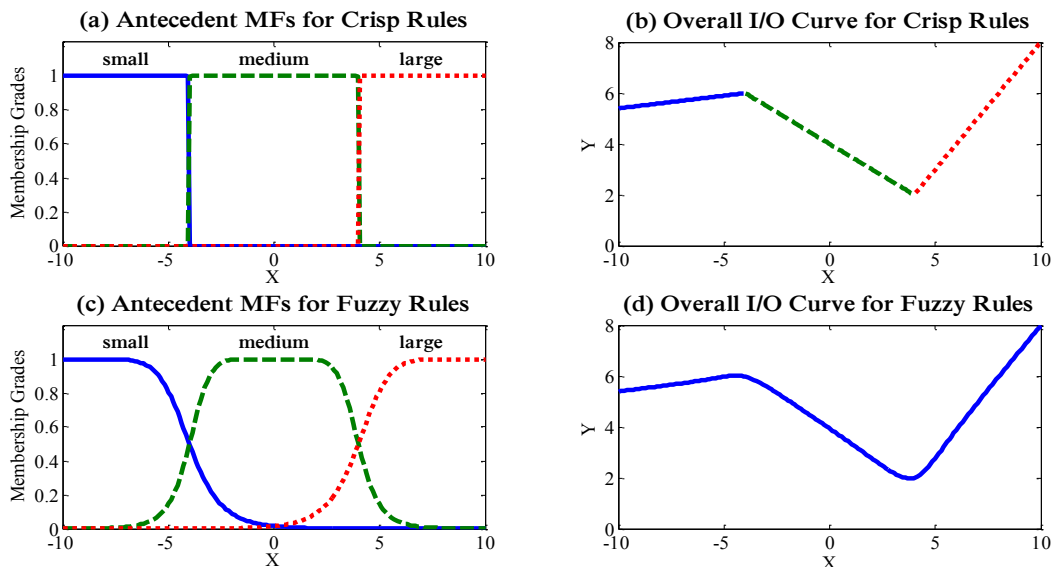 (a) Antecedent MFs for Crisp Rules
small medium large
1
0.8
0.6
0.4
0.2
0
Membership Grades
-10 -5 0 5 10
X
(b) Overall I/O Curve for Crisp Rules
8
6
4
2
0
Y
-10 -5 0 5 10
X
(c) Antecedent MFs for Fuzzy Rules
small medium large
1
0.8
0.6
0.4
0.2
0
Membership Grades
-10 -5 0 5 10
X
(d) Overall I/O Curve for Fuzzy Rules
8
6
4
2
0
Y
-10 -5 0 5 10
X